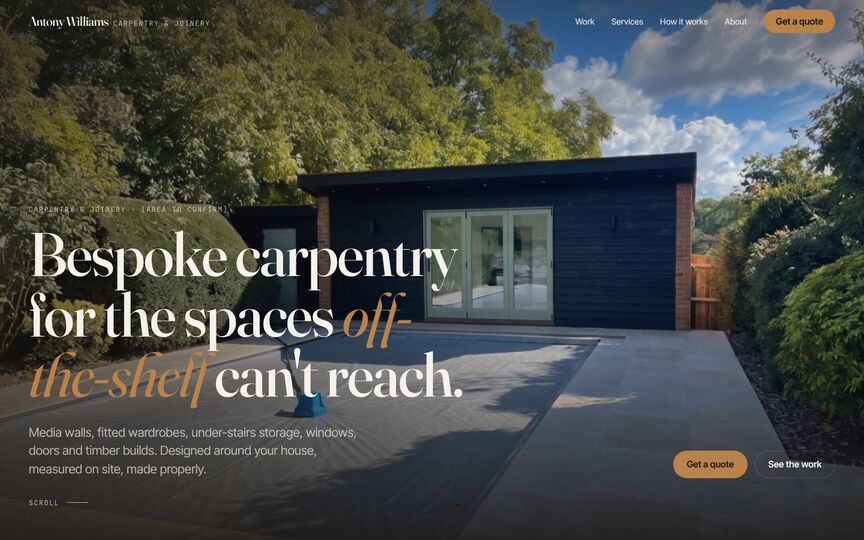 Antony Williams CARPENTRY & JOINERY
Work Services How it works About Get a quote
CARPENTRY & JOINERY · [AREA TO CONFIRM]
Bespoke carpentry
for the spaces off-
the-shelf can't reach.
Media walls, fitted wardrobes, under-stairs storage, windows,
doors and timber builds. Designed around your house,
measured on site, made properly.
Get a quote See the work
SCROLL